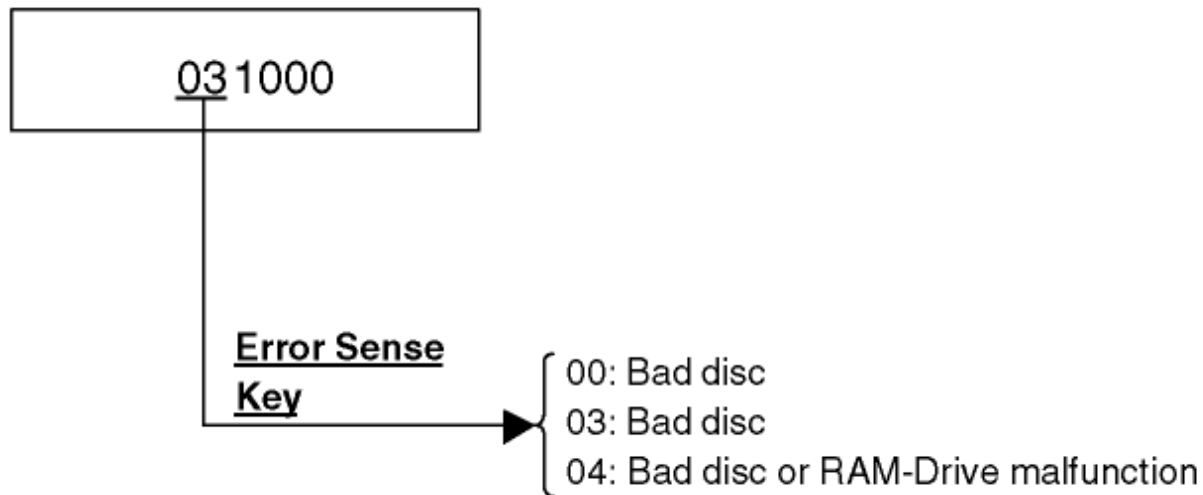 031000
Error Sense
Key
00: Bad disc
03: Bad disc
04: Bad disc or RAM-Drive malfunction